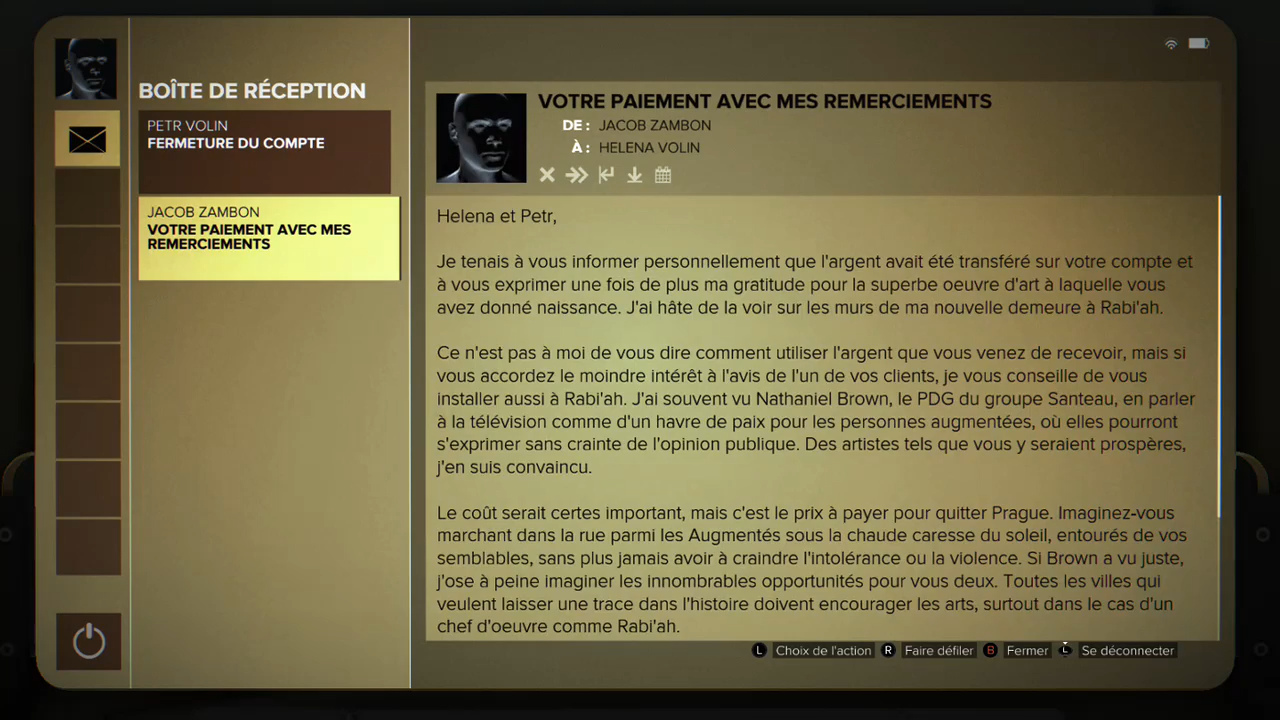 BOÎTE DE RÉCEPTION
PETR VOLIN
FERMETURE DU COMPTE
JACOB ZAMBON
VOTRE PAIEMENT AVEC MES
REMERCIEMENTS
VOTRE PAIEMENT AVEC MES REMERCIEMENTS
DE : JACOB ZAMBON
À : HELENA VOLIN
Helena et Petr,
Je tenais à vous informer personnellement que l'argent avait été transféré sur votre compte et
à vous exprimer une fois de plus ma gratitude pour la superbe oeuvre d'art à laquelle vous
avez donné naissance. J'ai hâte de la voir sur les murs de ma nouvelle demeure à Rabi'ah.
Ce n'est pas à moi de vous dire comment utiliser l'argent que vous venez de recevoir, mais si
vous accordez le moindre intérêt à l'avis de l'un de vos clients, je vous conseille de vous
installer aussi à Rabi'ah. J'ai souvent vu Nathaniel Brown, le PDG du groupe Santeau, en parler
à la télévision comme d'un havre de paix pour les personnes augmentées, où elles pourront
s'exprimer sans crainte de l'opinion publique. Des artistes tels que vous y seraient prospères,
j'en suis convaincu.
Le coût serait certes important, mais c'est le prix à payer pour quitter Prague. Imaginez-vous
marchant dans la rue parmi les Augmentés sous la chaude caresse du soleil, entourés de vos
semblables, sans plus jamais avoir à craindre l'intolérance ou la violence. Si Brown a vu juste,
j'ose à peine imaginer les innombrables opportunités pour vous deux. Toutes les villes qui
veulent laisser une trace dans l'histoire doivent encourager les arts, surtout dans le cas d'un
chef d'oeuvre comme Rabi'ah.
L Choix de l'action R Faire défiler B Fermer L Se déconnecter